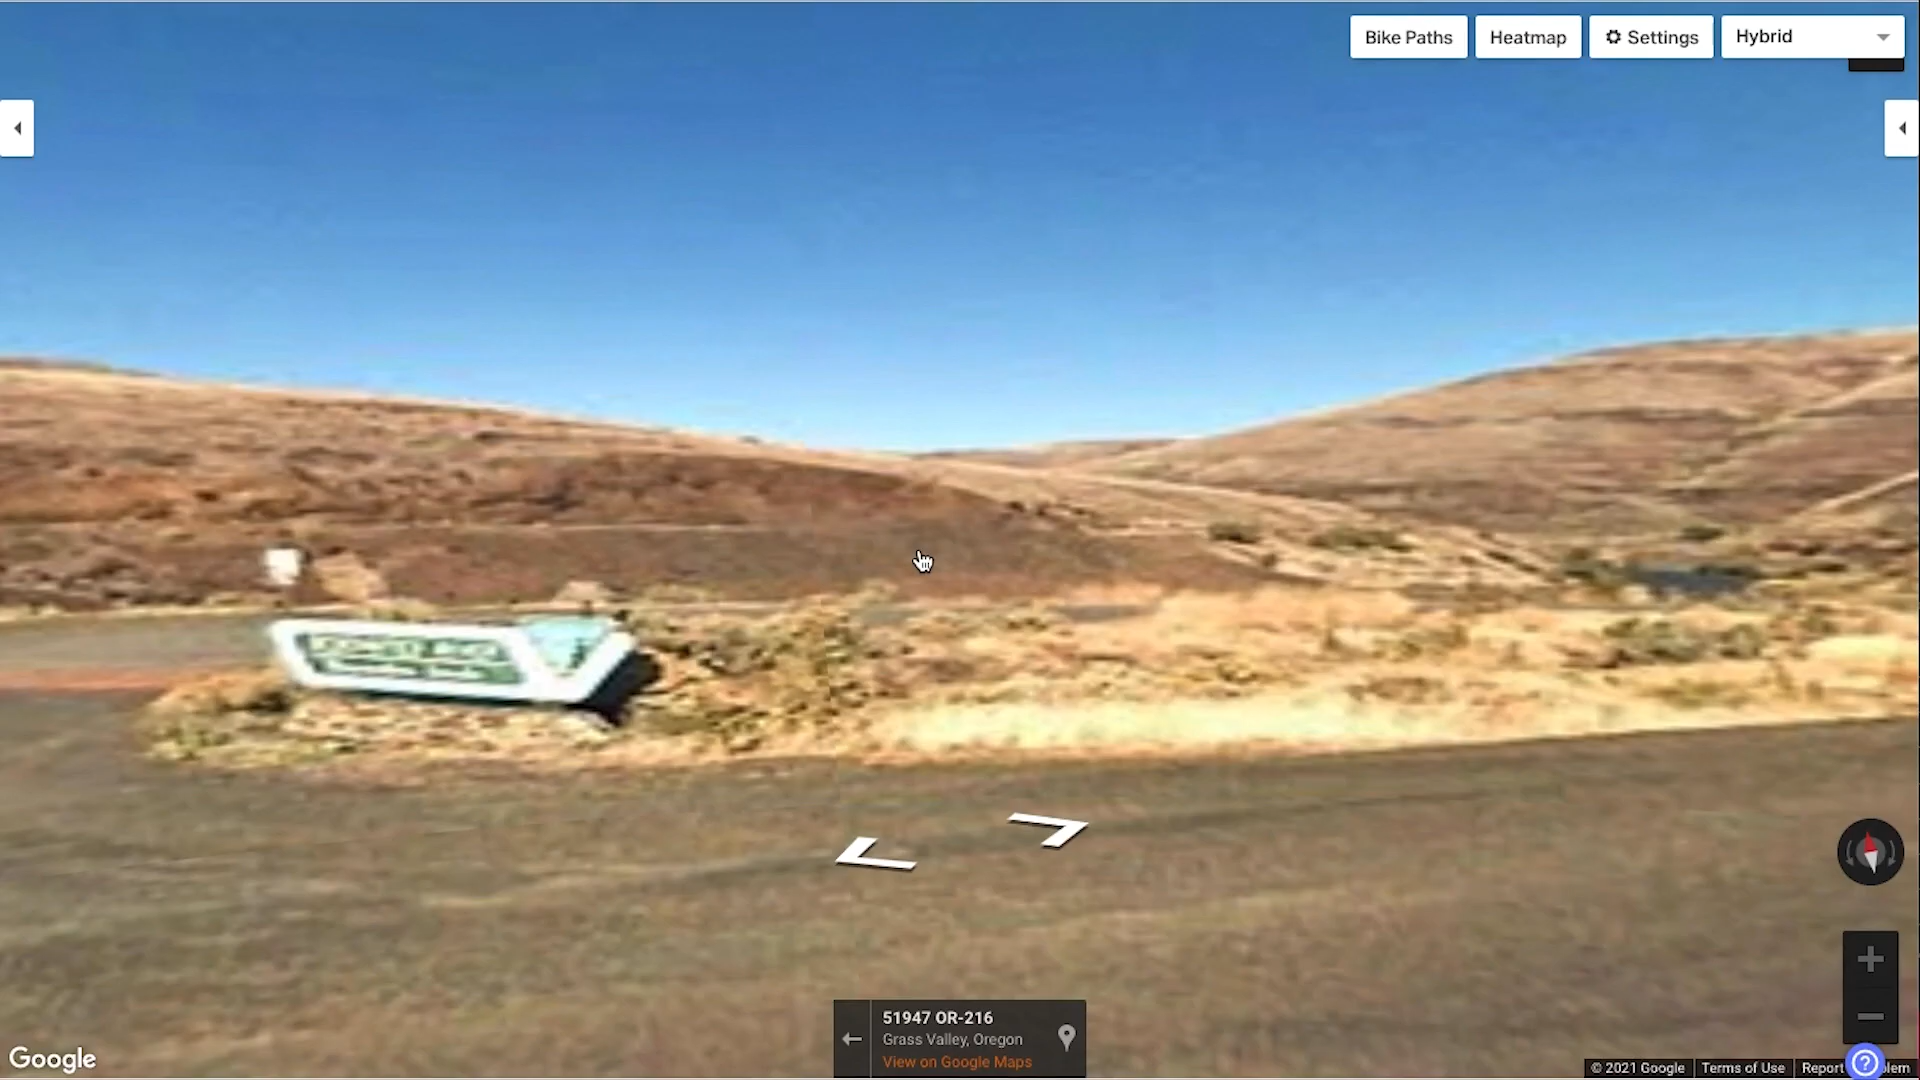 Bike Paths
Heatmap
Settings
Hybrid
51947 OR-216
Grass Valley, Oregon
View on Google Maps
Google
© 2021 Google
Terms of Use
Report